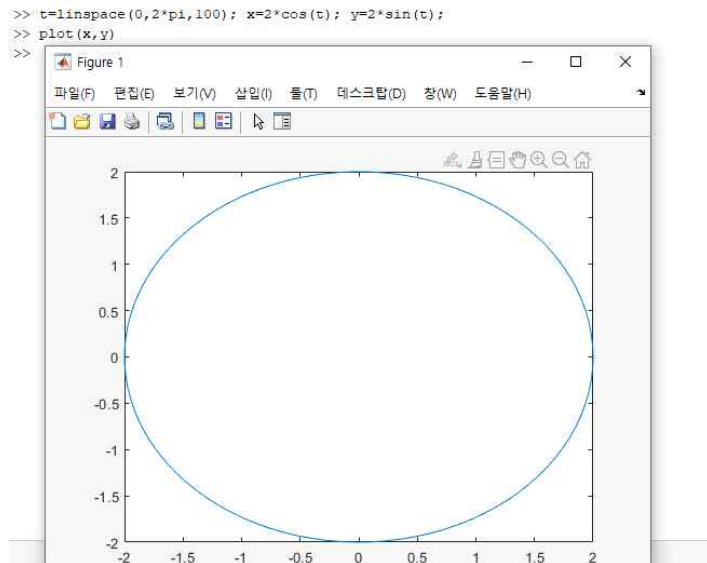 >> t=linspace(0,2*pi,100); x=2*cos(t); y=2*sin(t);
>> plot(x,y)
>>
Figure 1
파일(F) 편집(E) 보기(V) 삽입(I) 툴(T) 데스크탑(D) 창(W) 도움말(H)
2
1.5
1
0.5
0
-0.5
-1
-1.5
-2
-2 -1.5 -1 -0.5 0 0.5 1 1.5 2